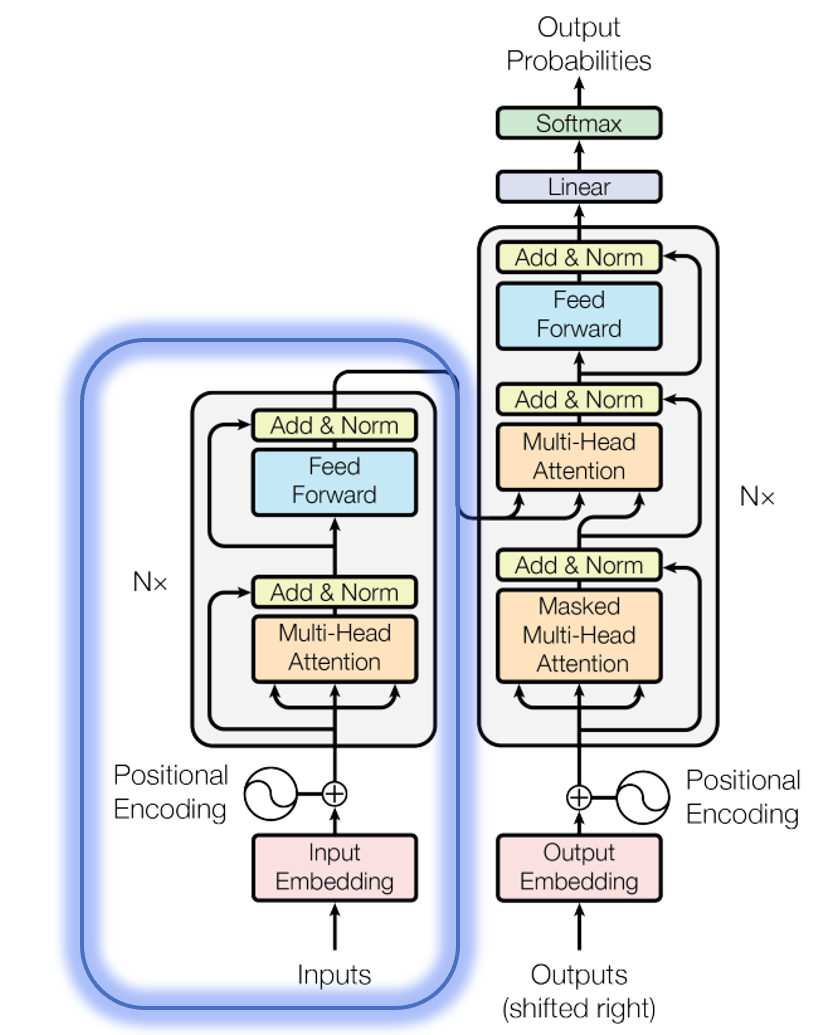 Output
Probabilities
Softmax
Linear
Add & Norm
Feed
Forward
Add & Norm
Multi-Head
Attention
Add & Norm
Masked
Multi-Head
Attention
Nx
Positional
Encoding
Output
Embedding
Outputs
(shifted right)
Add & Norm
Feed
Forward
Add & Norm
Multi-Head
Attention
Nx
Positional
Encoding
Input
Embedding
Inputs